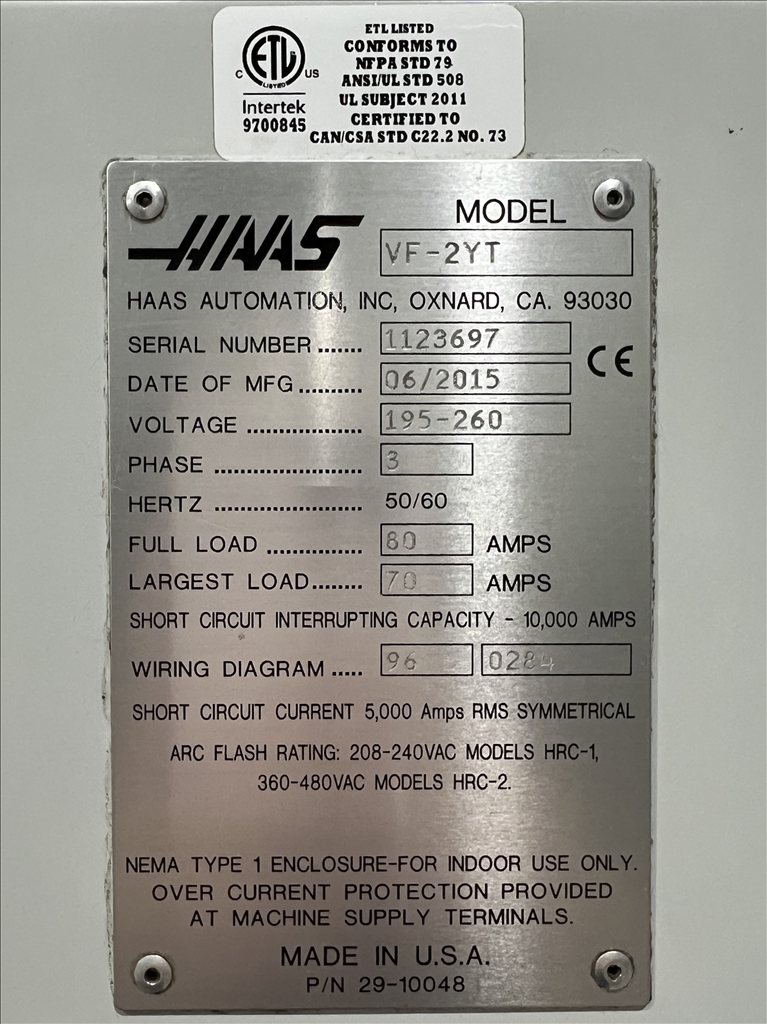 ETL LISTED
CONFORMS TO
NFPA STD 79
ANSI/UL STD 508
UL SUBJECT 2011
CERTIFIED TO
CAN/CSA STD C22.2 NO. 73
C ETL US
LISTED
Intertek
9700845
HAAS
MODEL
VF-2YT
HAAS AUTOMATION, INC, OXNARD, CA. 93030
SERIAL NUMBER ....... 1123697
CE
DATE OF MFG .......... 06/2015
VOLTAGE .................. 195-260
PHASE ....................... 3
HERTZ ....................... 50/60
FULL LOAD ............... 80 AMPS
LARGEST LOAD........ 70 AMPS
SHORT CIRCUIT INTERRUPTING CAPACITY - 10,000 AMPS
WIRING DIAGRAM ..... 96 0284
SHORT CIRCUIT CURRENT 5,000 Amps RMS SYMMETRICAL
ARC FLASH RATING: 208-240VAC MODELS HRC-1,
360-480VAC MODELS HRC-2.
NEMA TYPE 1 ENCLOSURE-FOR INDOOR USE ONLY.
OVER CURRENT PROTECTION PROVIDED
AT MACHINE SUPPLY TERMINALS.
MADE IN U.S.A.
P/N 29-10048